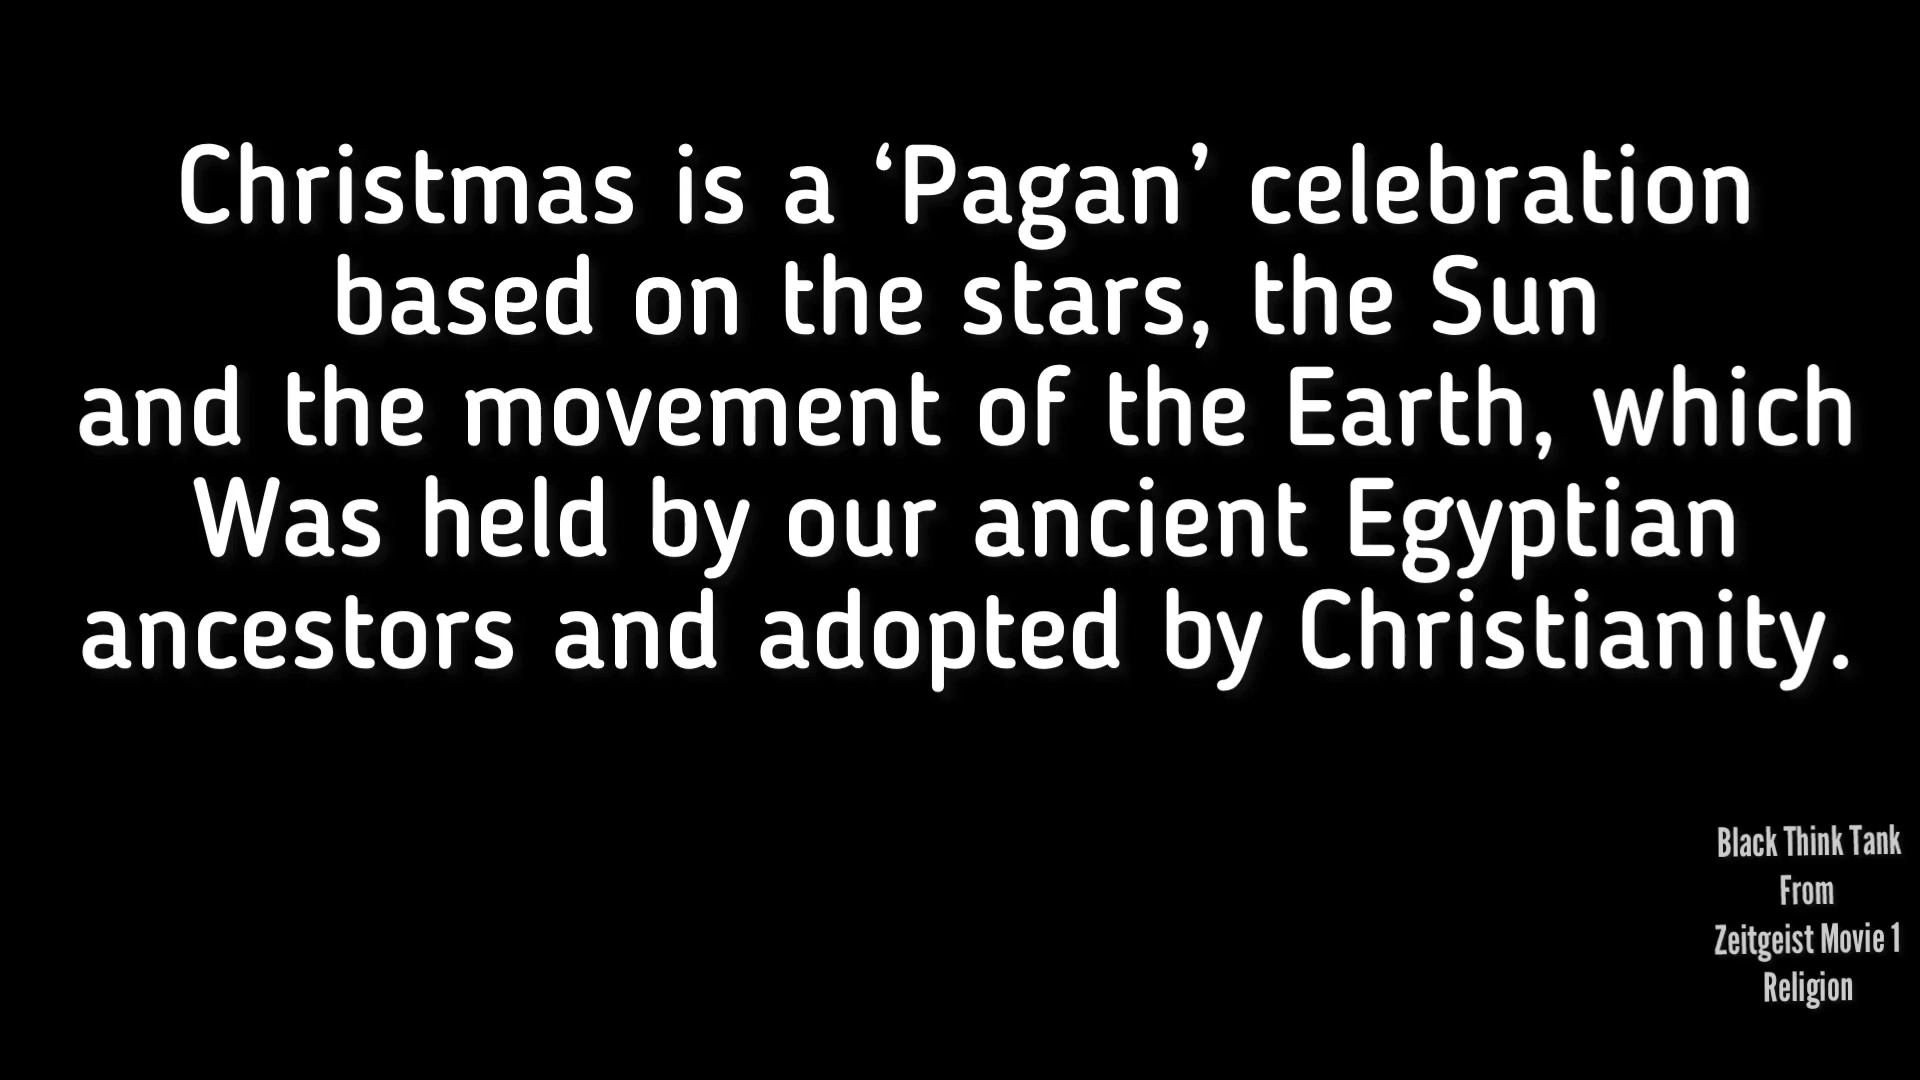 Christmas is a ‘Pagan’ celebration
based on the stars, the Sun
and the movement of the Earth, which
Was held by our ancient Egyptian
ancestors and adopted by Christianity.
Black Think Tank
From
Zeitgeist Movie 1
Religion